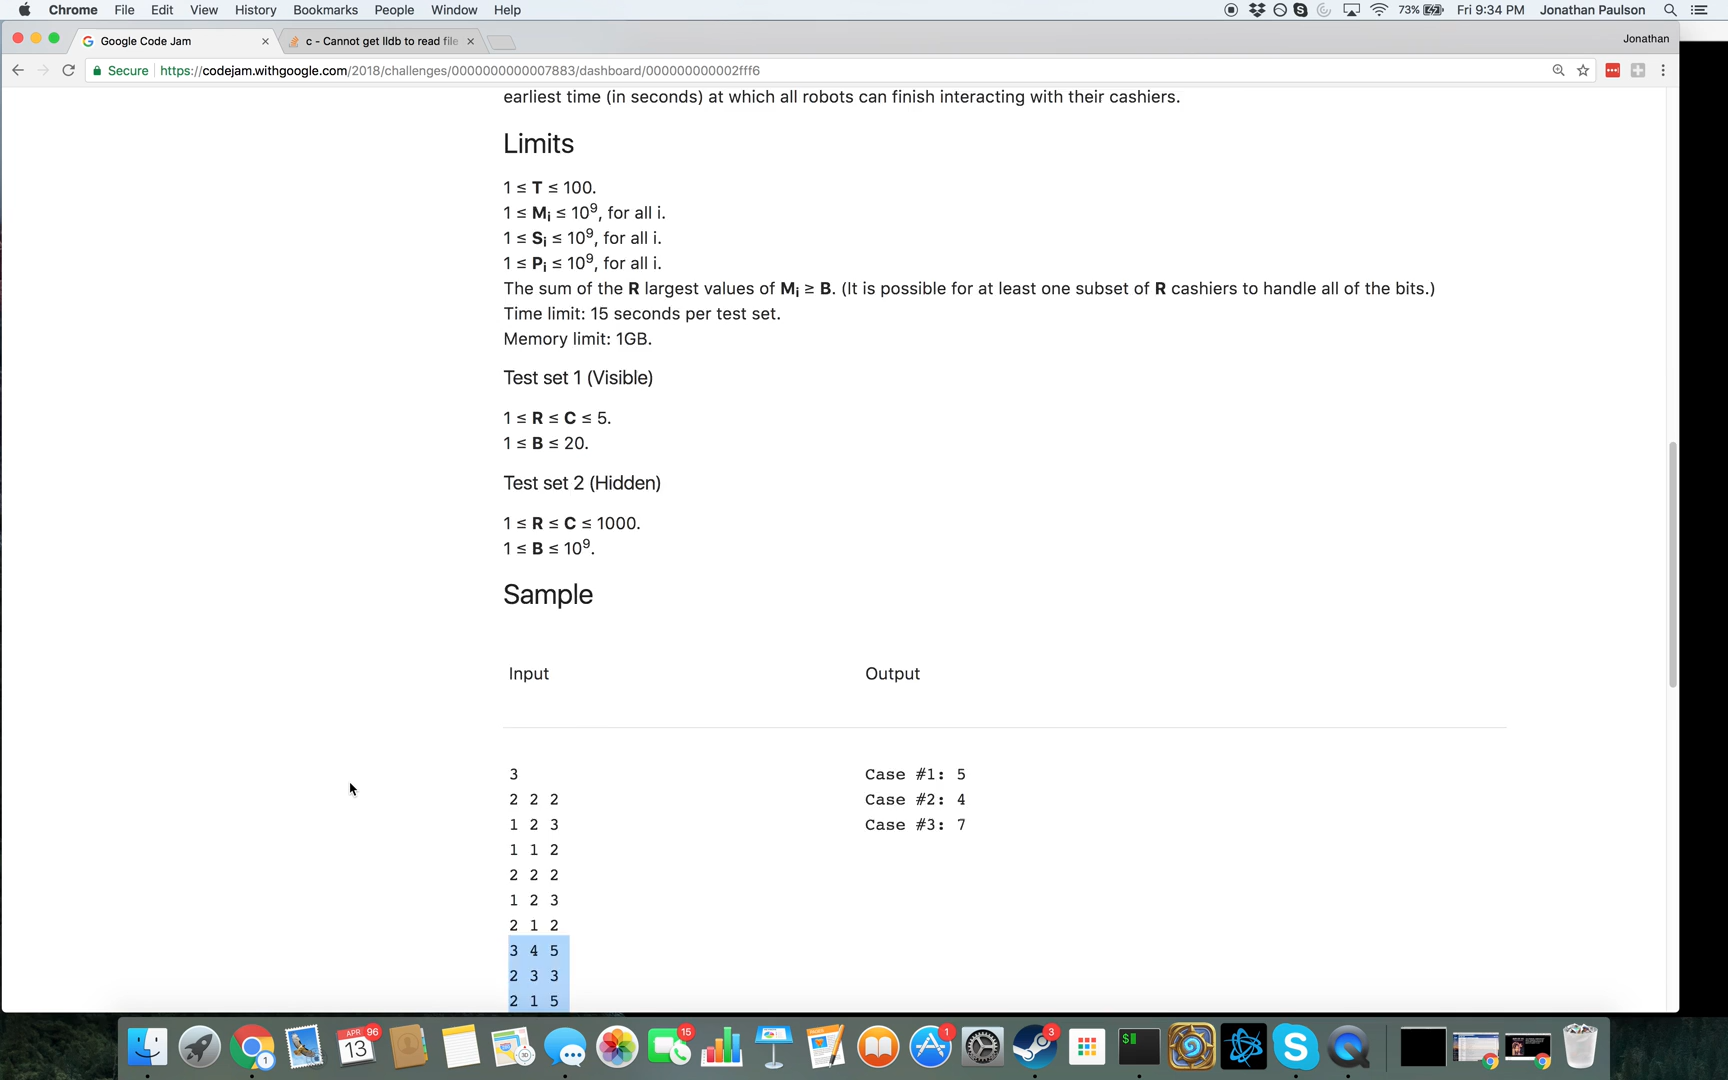 Chrome File Edit View History Bookmarks People Window Help 73% Fri 9:34 PM Jonathan Paulson
Google Code Jam × c - Cannot get lldb to read file × Jonathan
Secure | https://codejam.withgoogle.com/2018/challenges/0000000000007883/dashboard/000000000002fff6
earliest time (in seconds) at which all robots can finish interacting with their cashiers.
Limits
1 ≤ T ≤ 100.
1 ≤ Mi ≤ 10⁹, for all i.
1 ≤ Si ≤ 10⁹, for all i.
1 ≤ Pi ≤ 10⁹, for all i.
The sum of the R largest values of Mi ≥ B. (It is possible for at least one subset of R cashiers to handle all of the bits.)
Time limit: 15 seconds per test set.
Memory limit: 1GB.
Test set 1 (Visible)
1 ≤ R ≤ C ≤ 5.
1 ≤ B ≤ 20.
Test set 2 (Hidden)
1 ≤ R ≤ C ≤ 1000.
1 ≤ B ≤ 10⁹.
Sample
Input Output
3 Case #1: 5
2 2 2 Case #2: 4
1 2 3 Case #3: 7
1 1 2
2 2 2
1 2 3
2 1 2
3 4 5
2 3 3
2 1 5
1 APR 96 13 15 1 3 $